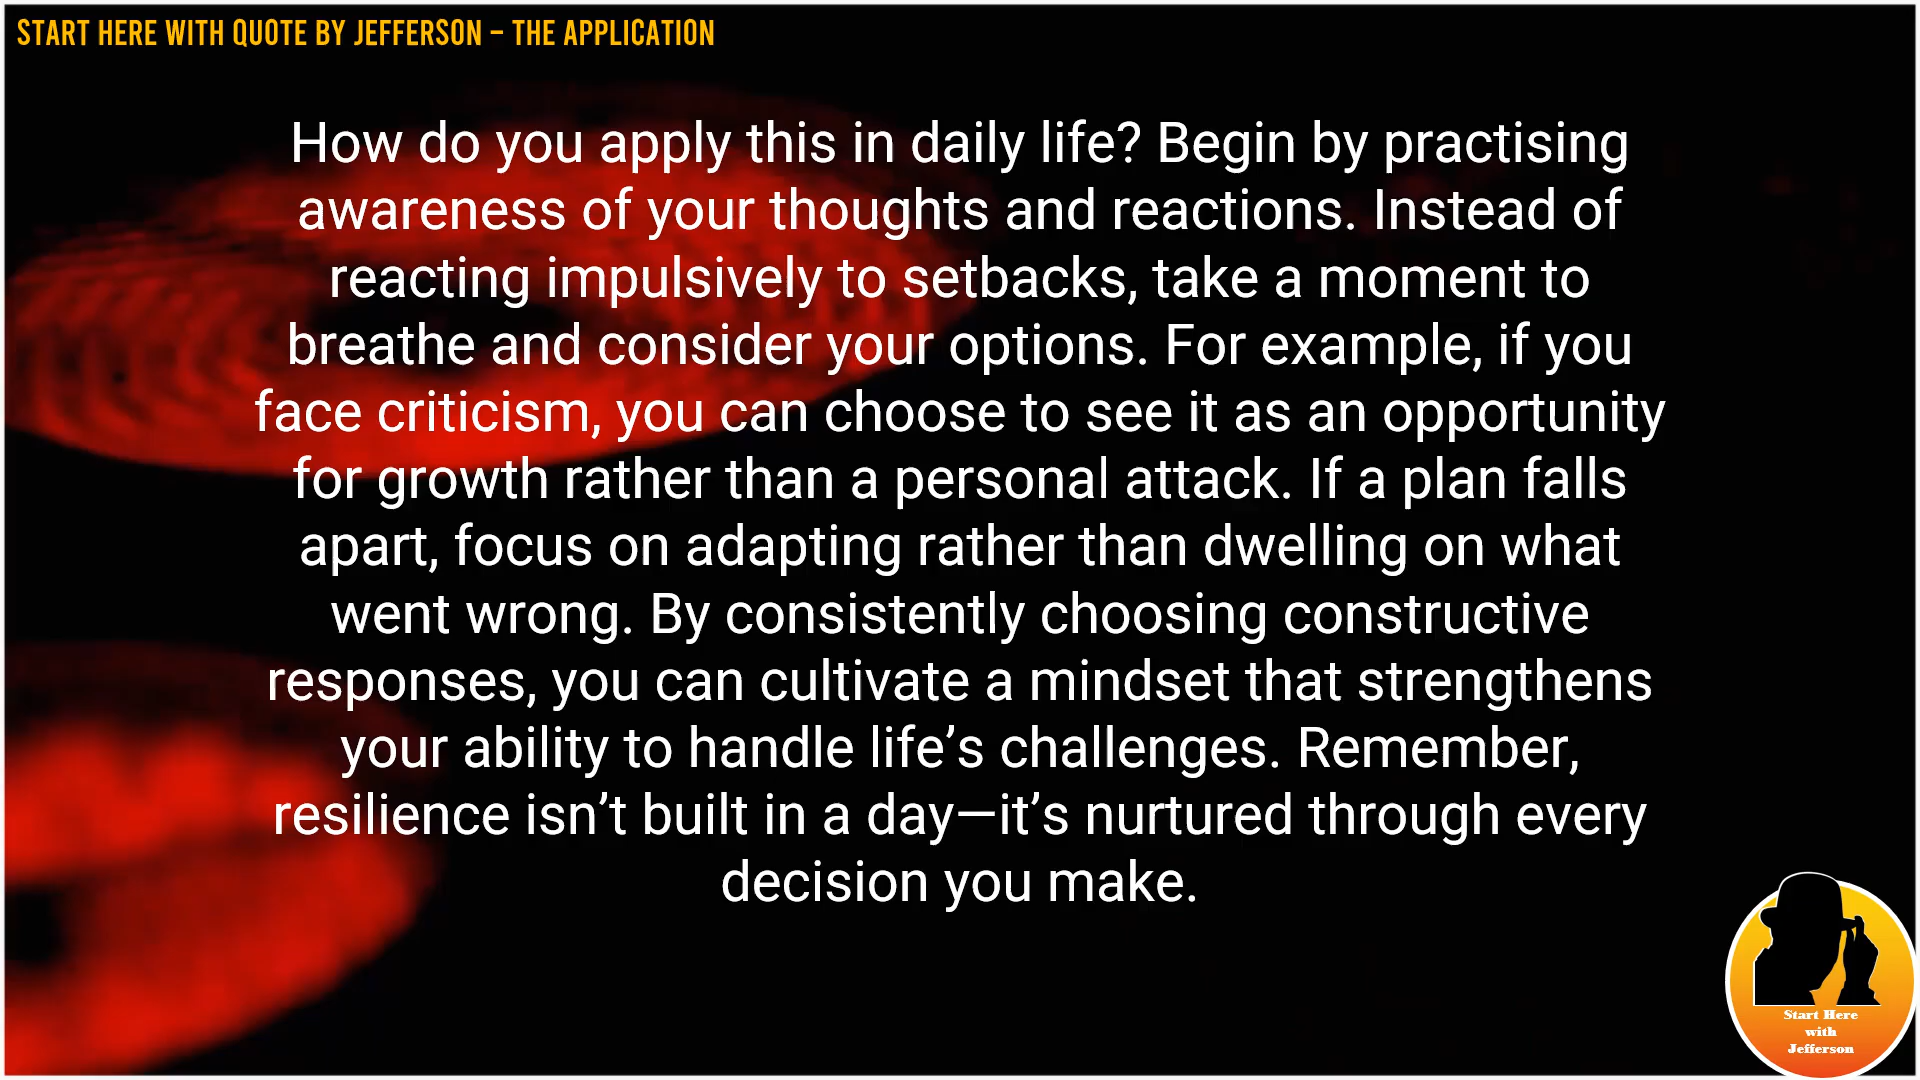 START HERE WITH QUOTE BY JEFFERSON – THE APPLICATION
How do you apply this in daily life? Begin by practising
awareness of your thoughts and reactions. Instead of
reacting impulsively to setbacks, take a moment to
breathe and consider your options. For example, if you
face criticism, you can choose to see it as an opportunity
for growth rather than a personal attack. If a plan falls
apart, focus on adapting rather than dwelling on what
went wrong. By consistently choosing constructive
responses, you can cultivate a mindset that strengthens
your ability to handle life’s challenges. Remember,
resilience isn’t built in a day—it’s nurtured through every
decision you make.
Start Here
with
Jefferson